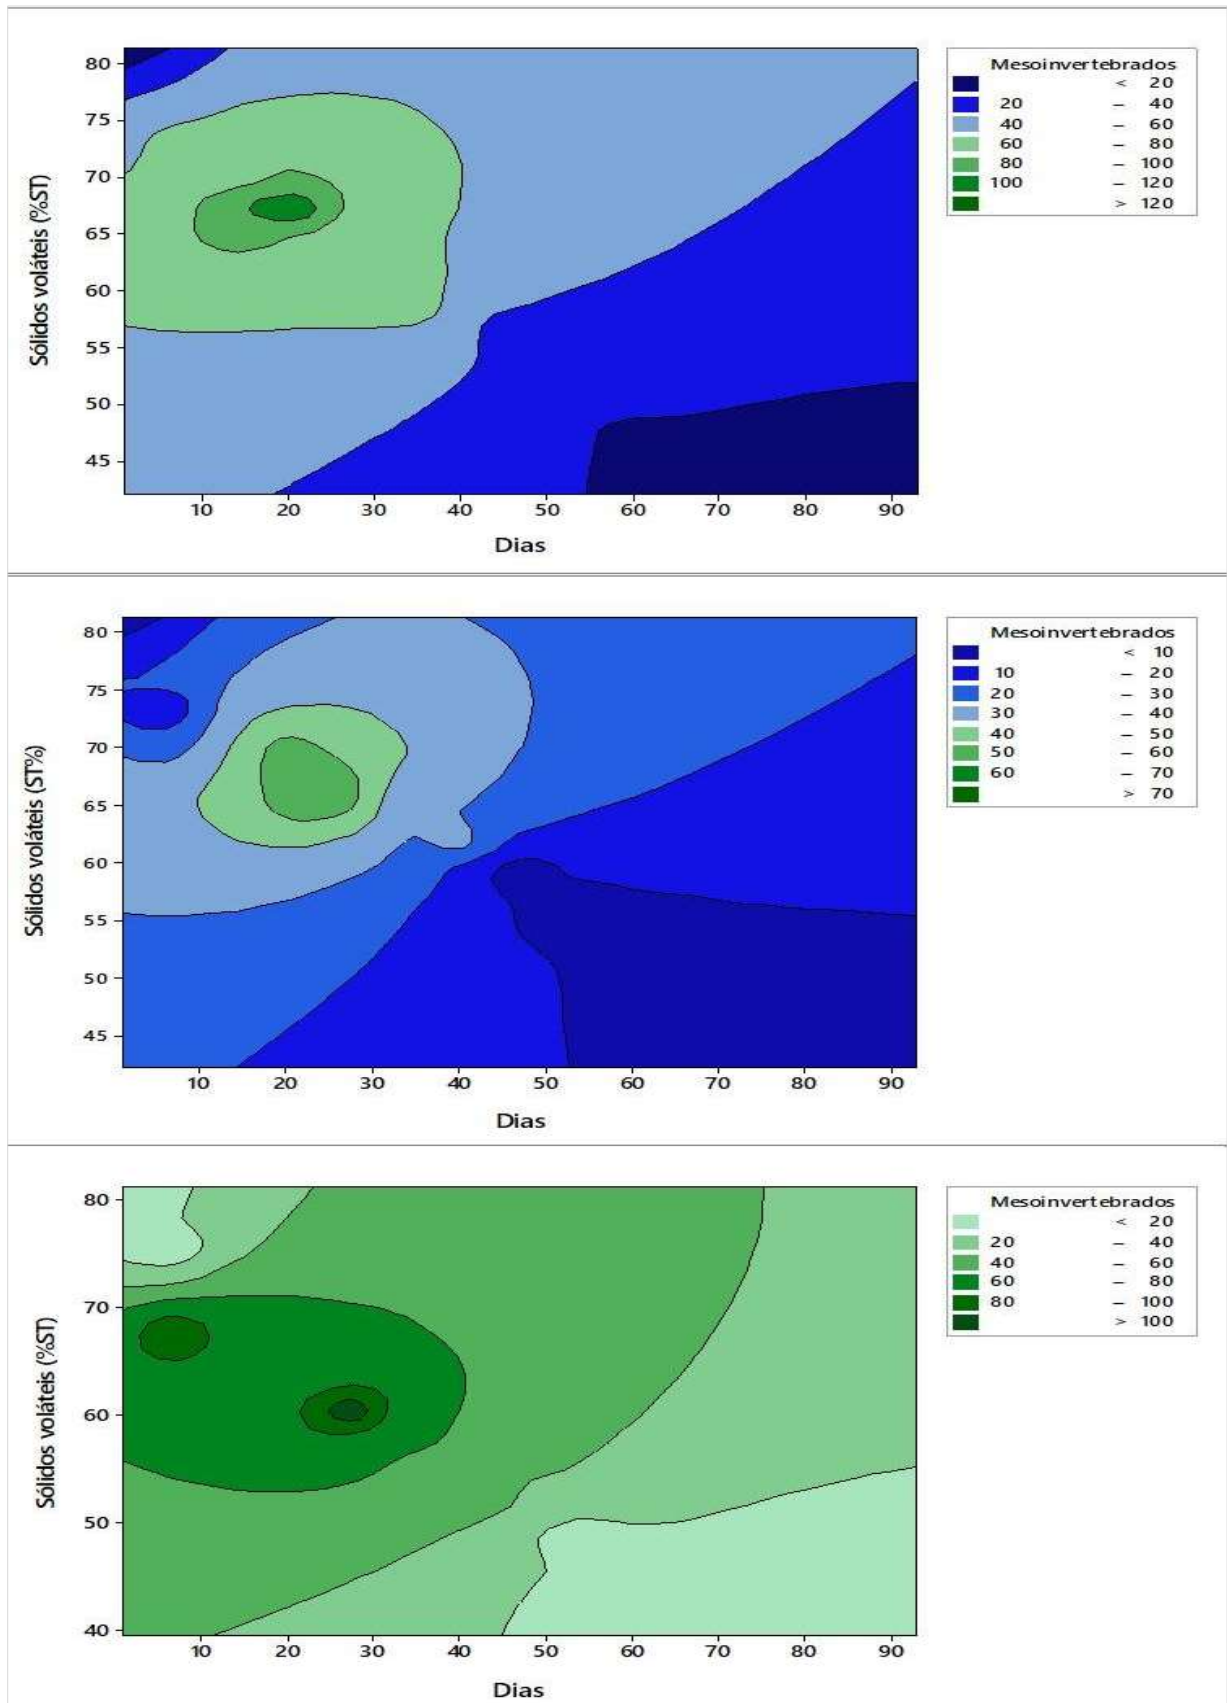 Mesoinvertebrados
< 20
20 – 40
40 – 60
60 – 80
80 – 100
100 – 120
> 120
Sólidos voláteis (%ST)
80
75
70
65
60
55
50
45
10 20 30 40 50 60 70 80 90
Dias
Mesoinvertebrados
< 10
10 – 20
20 – 30
30 – 40
40 – 50
50 – 60
60 – 70
> 70
Sólidos voláteis (ST%)
80
75
70
65
60
55
50
45
10 20 30 40 50 60 70 80 90
Dias
Mesoinvertebrados
< 20
20 – 40
40 – 60
60 – 80
80 – 100
> 100
Sólidos voláteis (%ST)
80
70
60
50
40
10 20 30 40 50 60 70 80 90
Dias